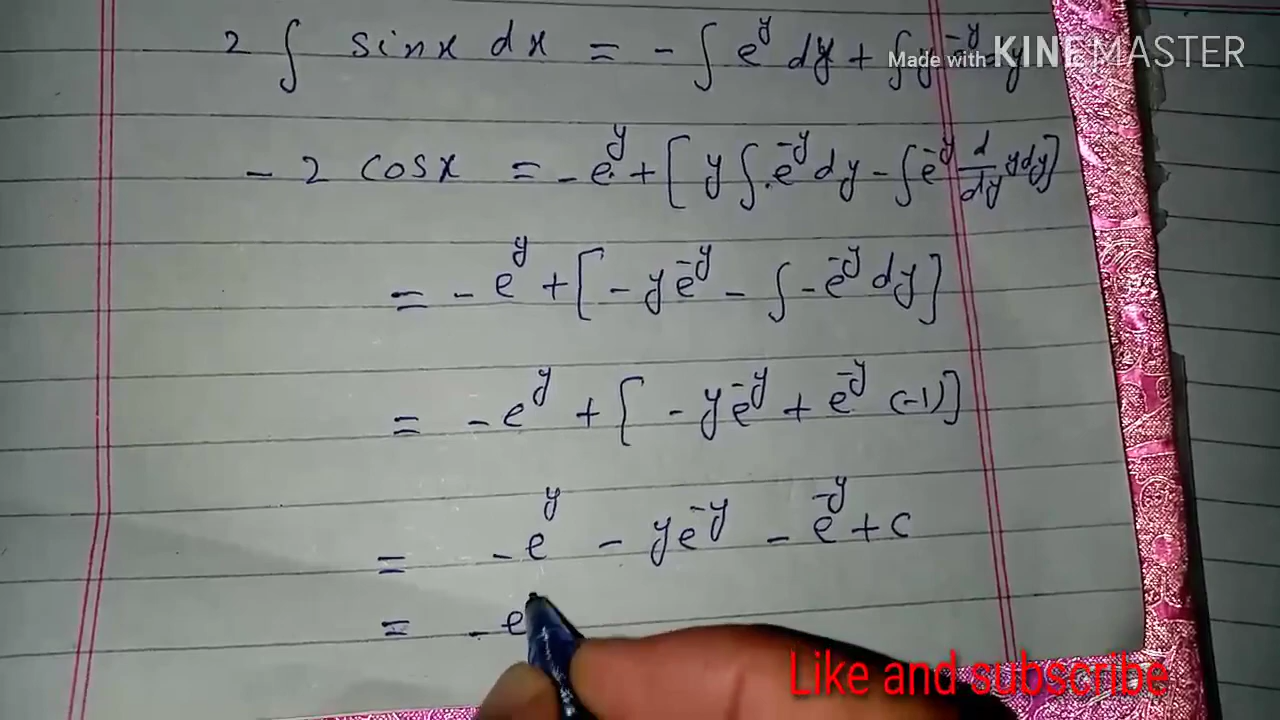 2 ∫ sinx dx = - ∫ e^y dy + ∫ y e^-y dy
Made with KINEMASTER
- 2 cosx = - e^y + [ y ∫ e^-y dy - ∫ e^-y d/dy y dy ]
= - e^y + [ - y e^-y - ∫ - e^-y dy ]
= - e^y + [ - y e^-y + e^-y (-1) ]
= - e^y - y e^-y - e^-y + c
= - e
Like and subscribe